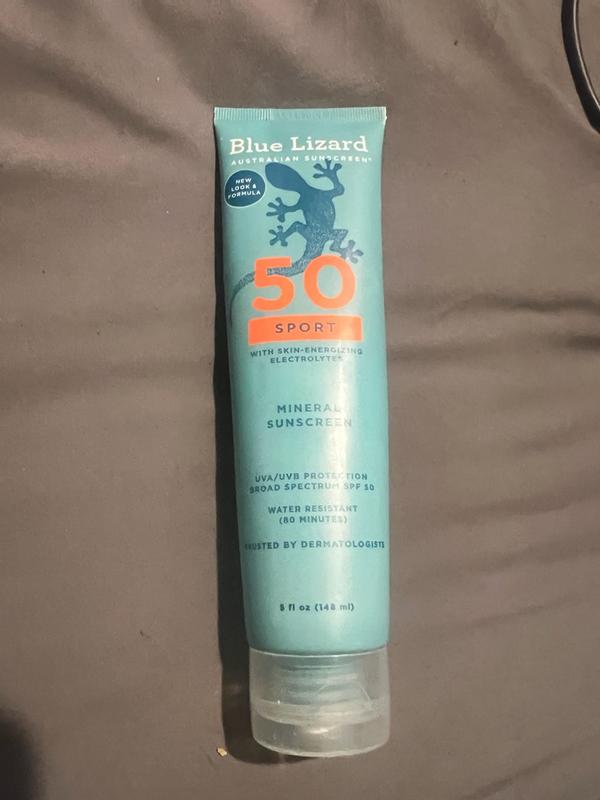 Blue Lizard
AUSTRALIAN SUNSCREEN®
NEW
LOOK &
FORMULA
50
SPORT
WITH SKIN-ENERGIZING
ELECTROLYTES
MINERAL
SUNSCREEN
UVA/UVB PROTECTION
BROAD SPECTRUM SPF 50
WATER RESISTANT
(80 MINUTES)
TRUSTED BY DERMATOLOGISTS
5 fl oz (148 ml)